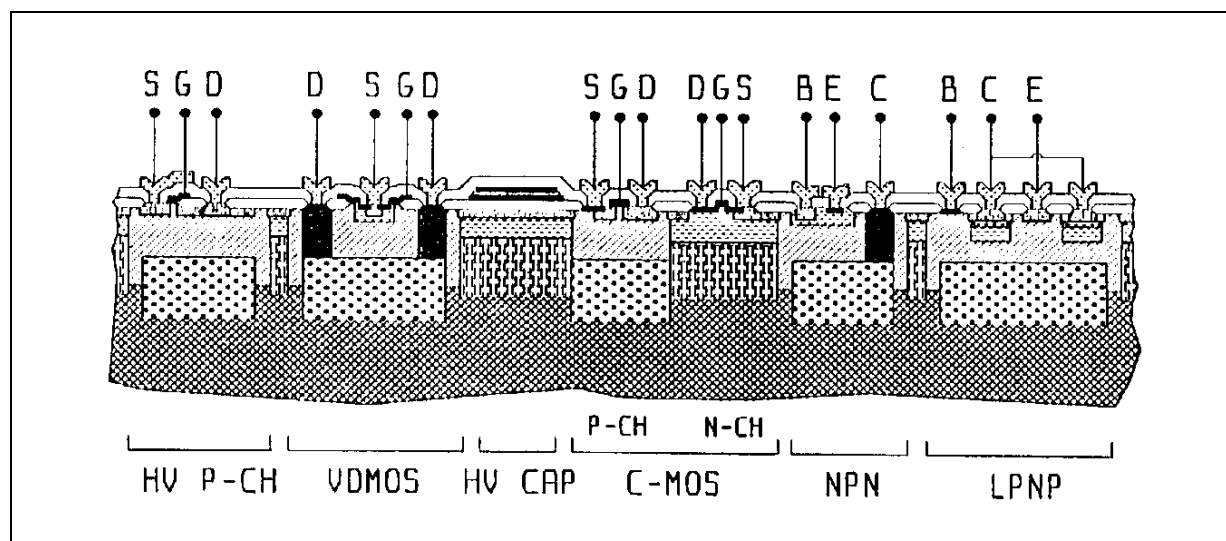 S G D D S G D S G D D G S B E C B C E
P-CH N-CH
HV P-CH VDMOS HV CAP C-MOS NPN LPNP